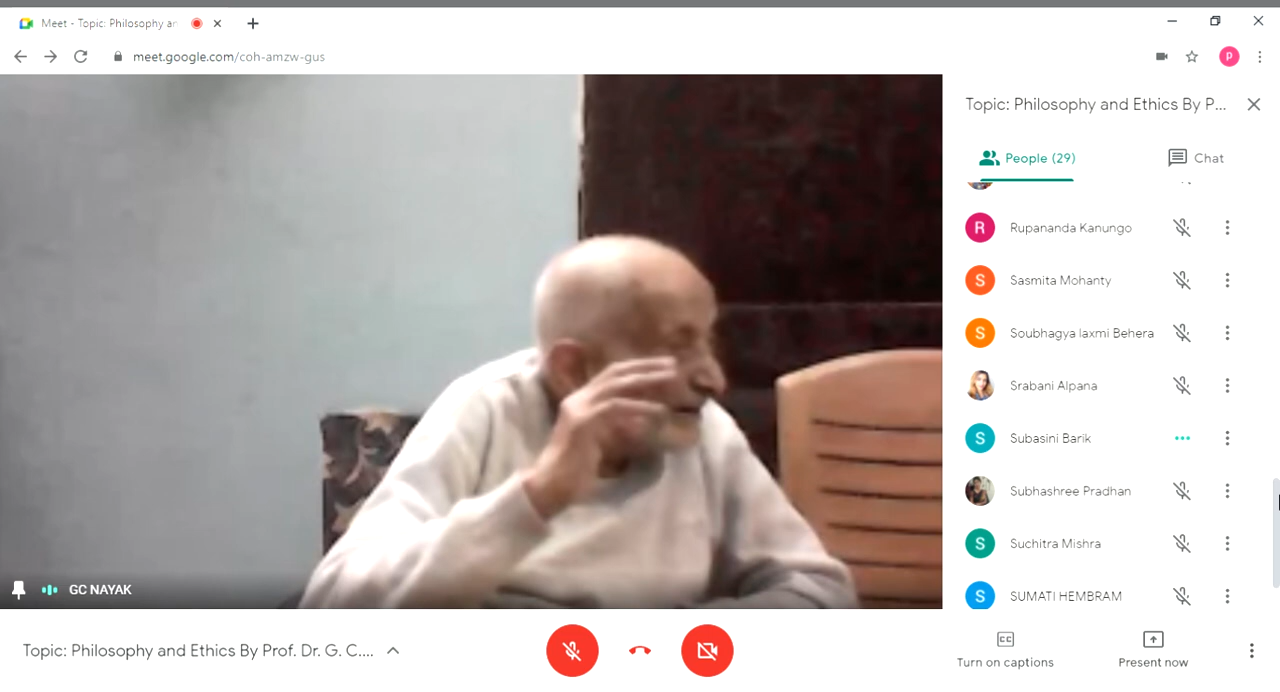 Meet - Topic: Philosophy an
meet.google.com/coh-amzw-gus
P
Topic: Philosophy and Ethics By P...
People (29)
Chat
R Rupananda Kanungo
S Sasmita Mohanty
S Soubhagya laxmi Behera
Srabani Alpana
S Subasini Barik
Subhashree Pradhan
S Suchitra Mishra
S SUMATI HEMBRAM
GC NAYAK
Topic: Philosophy and Ethics By Prof. Dr. G. C....
CC
Turn on captions
Present now